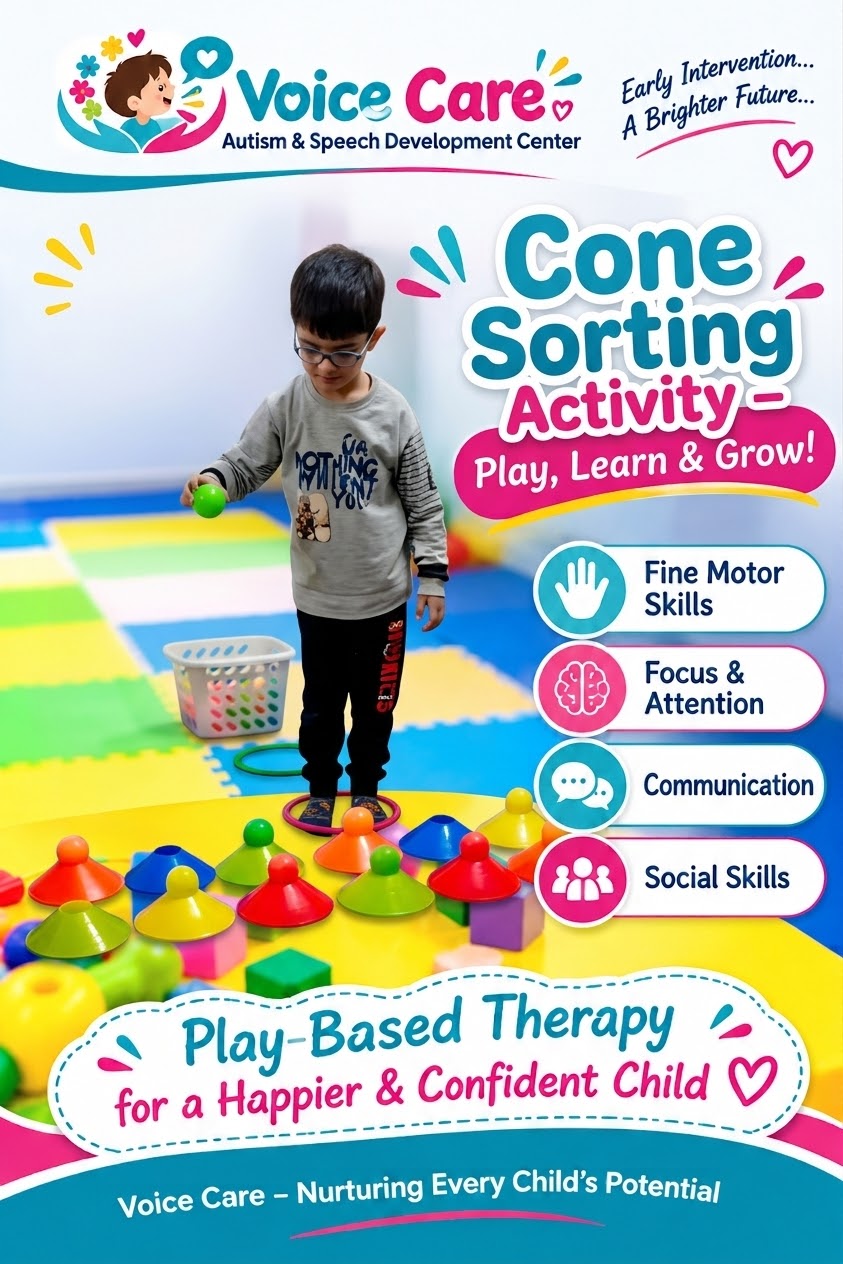 Voice Care
Autism & Speech Development Center
Early Intervention...
A Brighter Future...
Cone
Sorting
Activity –
Play, Learn & Grow!
Fine Motor
Skills
Focus &
Attention
Communication
Social Skills
Play-Based Therapy
for a Happier & Confident Child
Voice Care – Nurturing Every Child's Potential